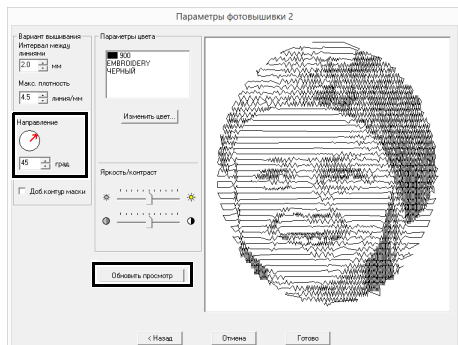 Параметры фотовышивки 2
Вариант вышивания
Интервал между
линиями
2.0 мм
Макс. плотность
4.5 линия/мм
Направление
45 град.
Доб.контур маски
Параметры цвета
900
EMBROIDERY
ЧЕРНЫЙ
Изменить цвет...
Яркость/контраст
Обновить просмотр
< Назад
Отмена
Готово